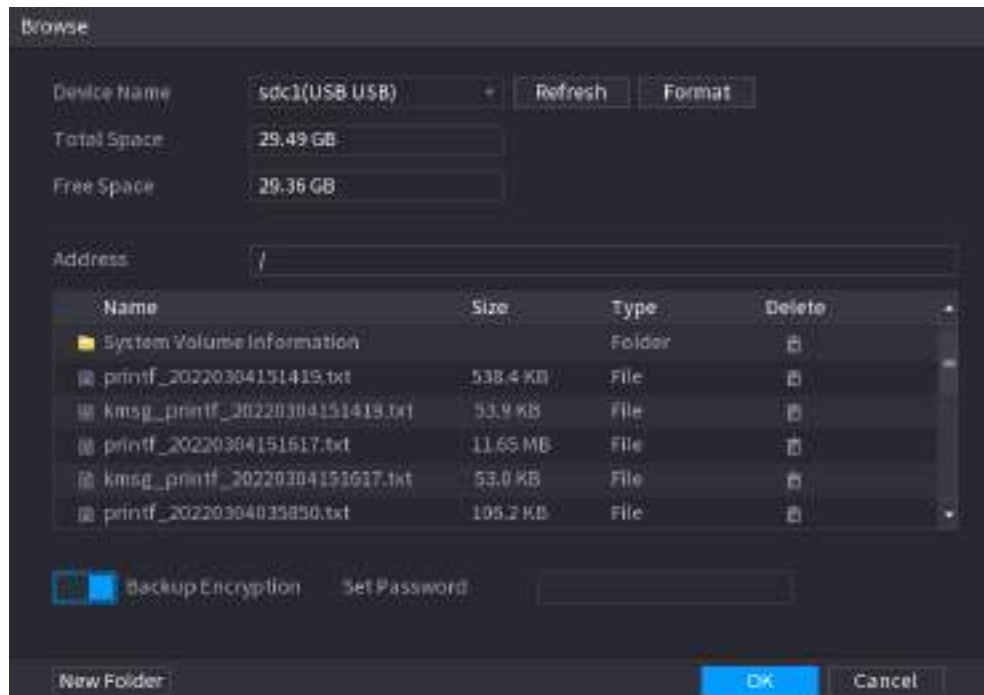 Browse
Device Name sdc1(USB USB) Refresh Format
Total Space 29.49 GB
Free Space 29.36 GB
Address /
Name Size Type Delete
System Volume Information Folder
printf_20220304151419.txt 538.4 KB File
kmsg_printf_20220304151419.txt 53.9 KB File
printf_20220304151617.txt 11.65 MB File
kmsg_printf_20220304151617.txt 53.0 KB File
printf_20220304035850.txt 106.2 KB File
Backup Encryption Set Password
New Folder OK Cancel